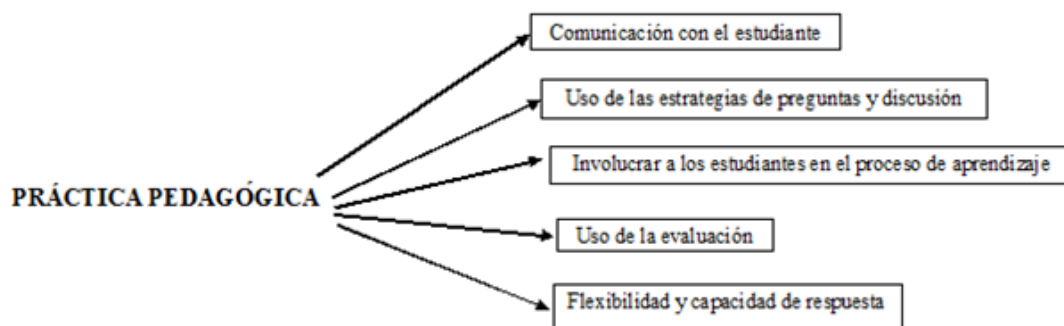 Comunicación con el estudiante
Uso de las estrategias de preguntas y discusión
Involucrar a los estudiantes en el proceso de aprendizaje
PRÁCTICA PEDAGÓGICA
Uso de la evaluación
Flexibilidad y capacidad de respuesta